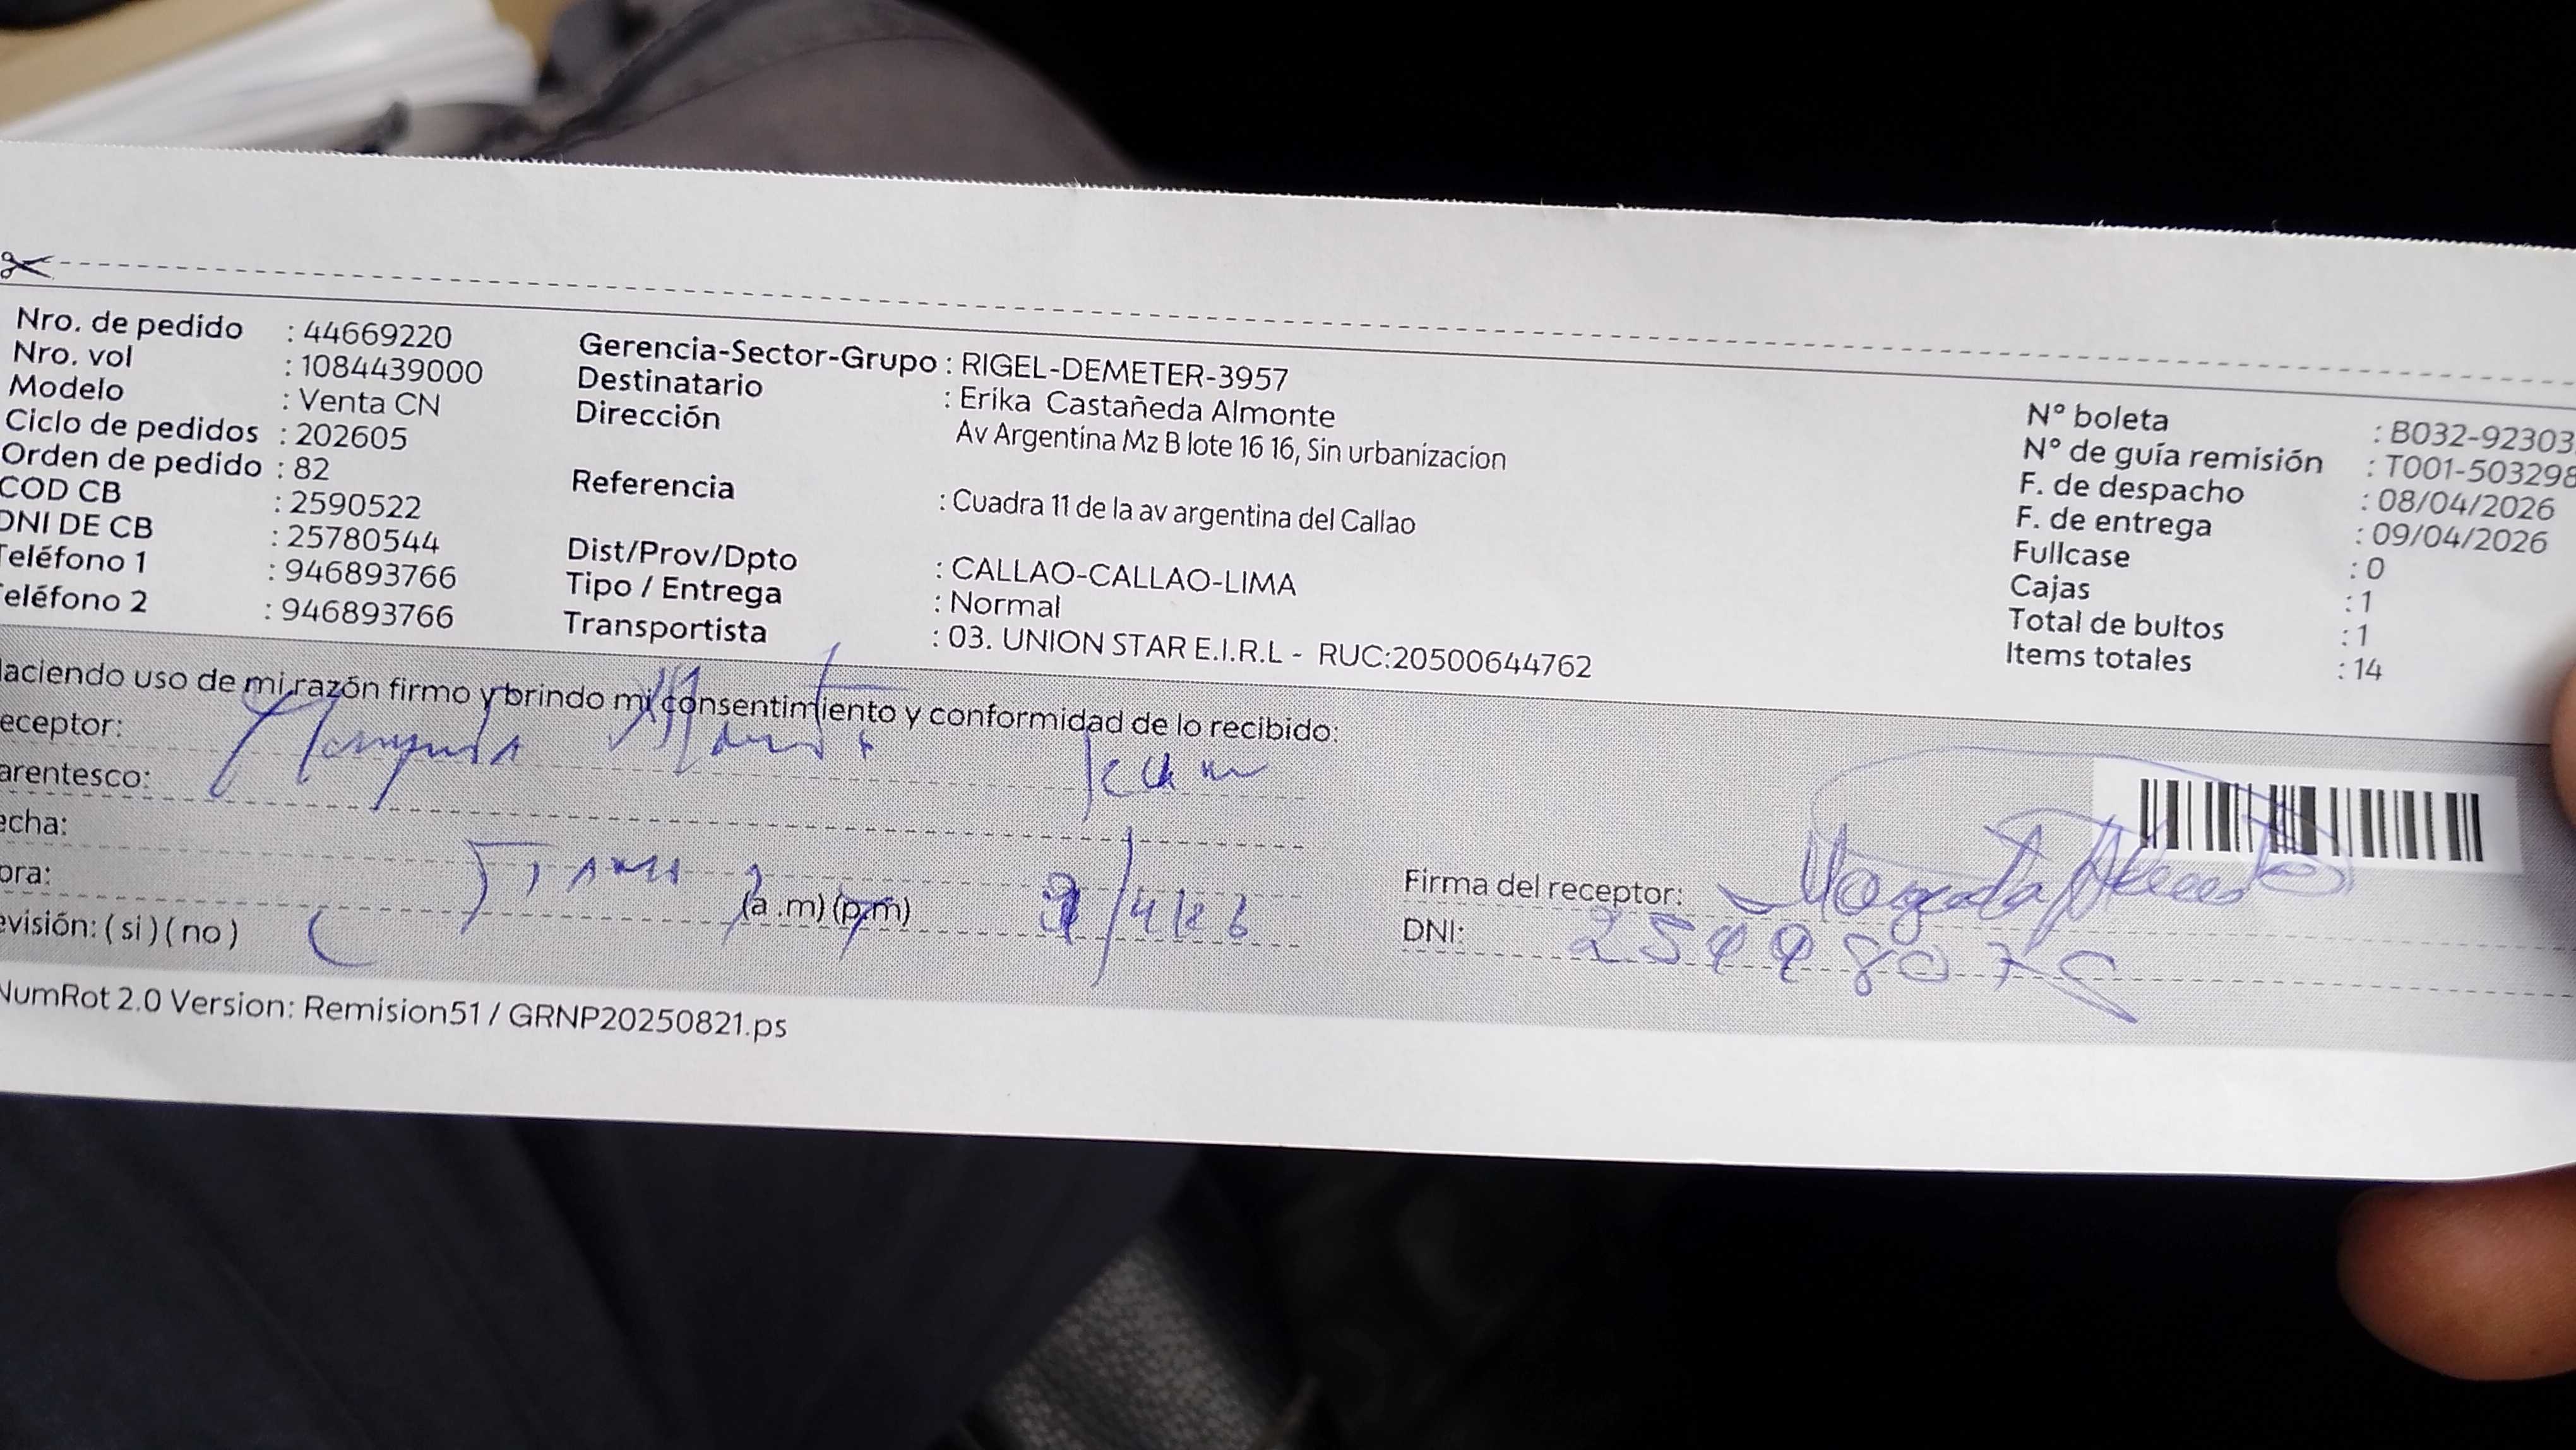 Nro. de pedido : 44669220
Nro. vol : 1084439000
Modelo : Venta CN
Ciclo de pedidos : 202605
Orden de pedido : 82
COD CB : 2590522
DNI DE CB : 25780544
Teléfono 1 : 946893766
eléfono 2 : 946893766
Gerencia-Sector-Grupo : RIGEL-DEMETER-3957
Destinatario : Erika Castañeda Almonte
Dirección Av Argentina Mz B lote 16 16, Sin urbanizacion
Referencia : Cuadra 11 de la av argentina del Callao
Dist/Prov/Dpto : CALLAO-CALLAO-LIMA
Tipo / Entrega : Normal
Transportista : 03. UNION STAR E.I.R.L - RUC:20500644762
N° boleta : B032-92303
N° de guía remisión : T001-503298
F. de despacho : 08/04/2026
F. de entrega : 09/04/2026
Fullcase : 0
Cajas : 1
Total de bultos : 1
Items totales : 14
aciendo uso de mi razón firmo y brindo mi consentimiento y conformidad de lo recibido:
eceptor:
arentesco:
echa:
ora: (a .m) (p.m)
evisión: ( si ) ( no )
Firma del receptor:
DNI:
NumRot 2.0 Version: Remision51 / GRNP20250821.ps